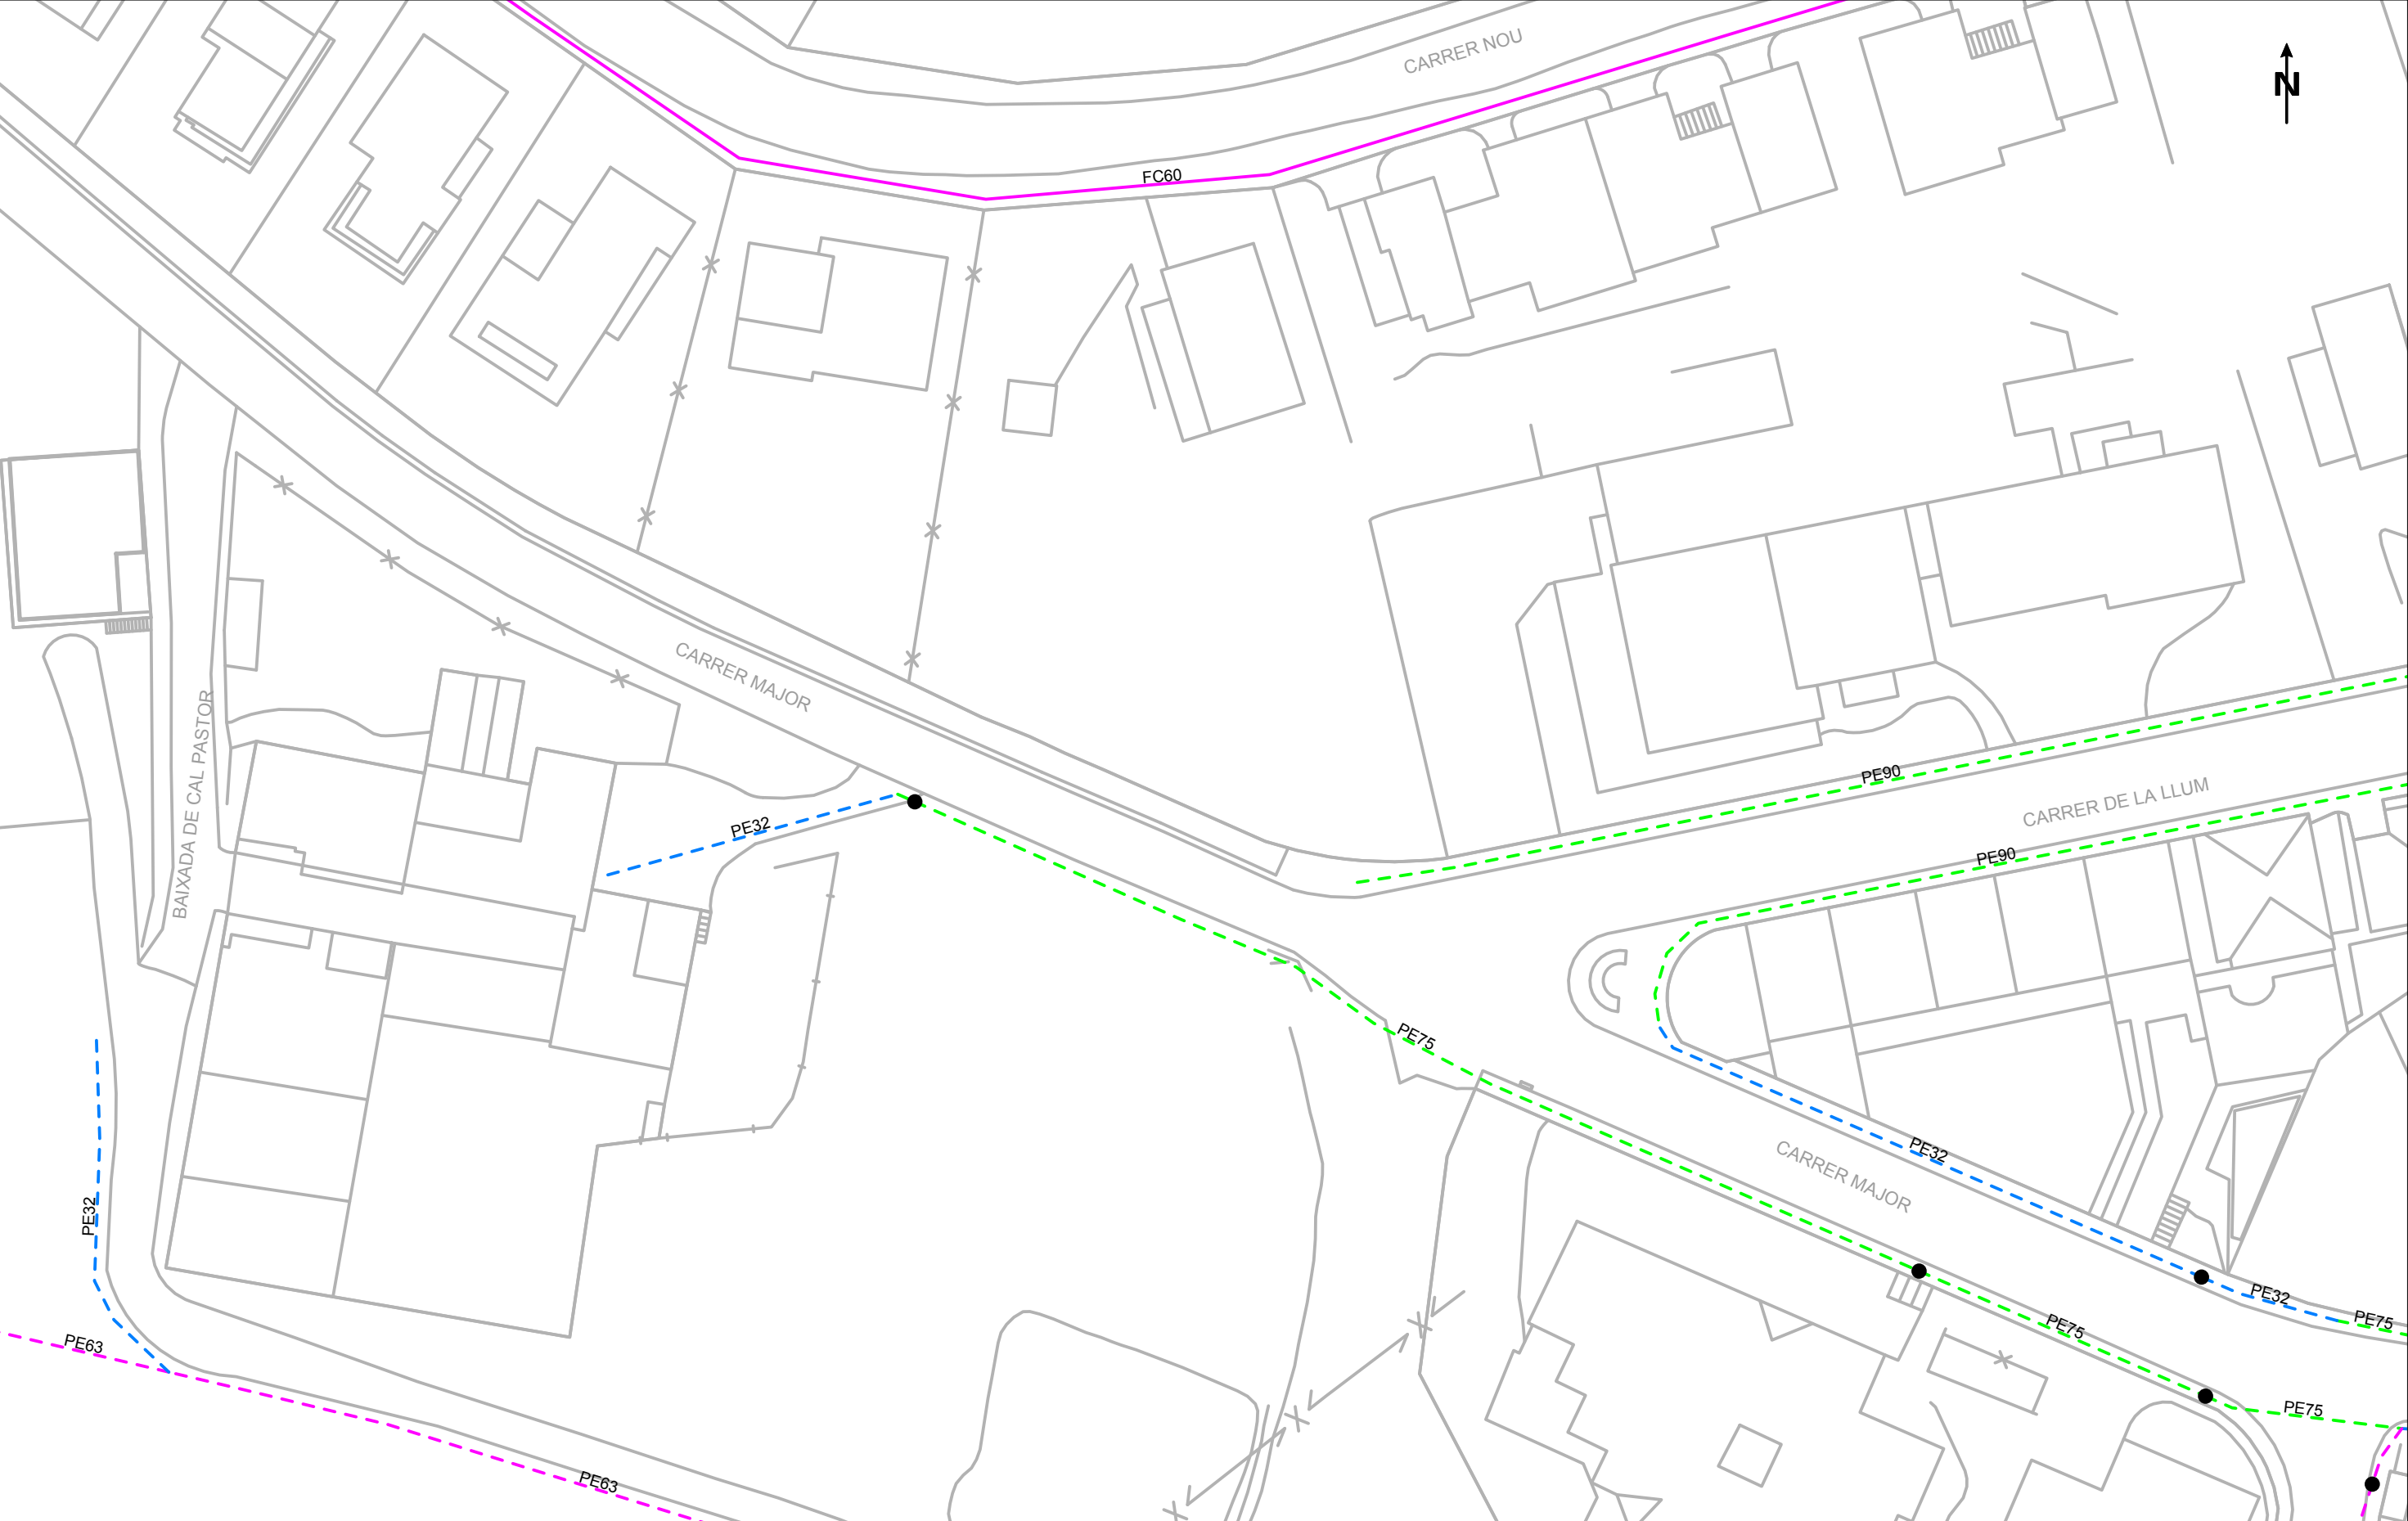 CARRER NOU
N
FC60
CARRER MAJOR
BAIXADA DE CAL PASTOR
PE90
CARRER DE LA LLUM
PE32
PE90
PE75
CARRER MAJOR
PE32
PE32
PE32
PE75
PE75
PE63
PE75
PE63